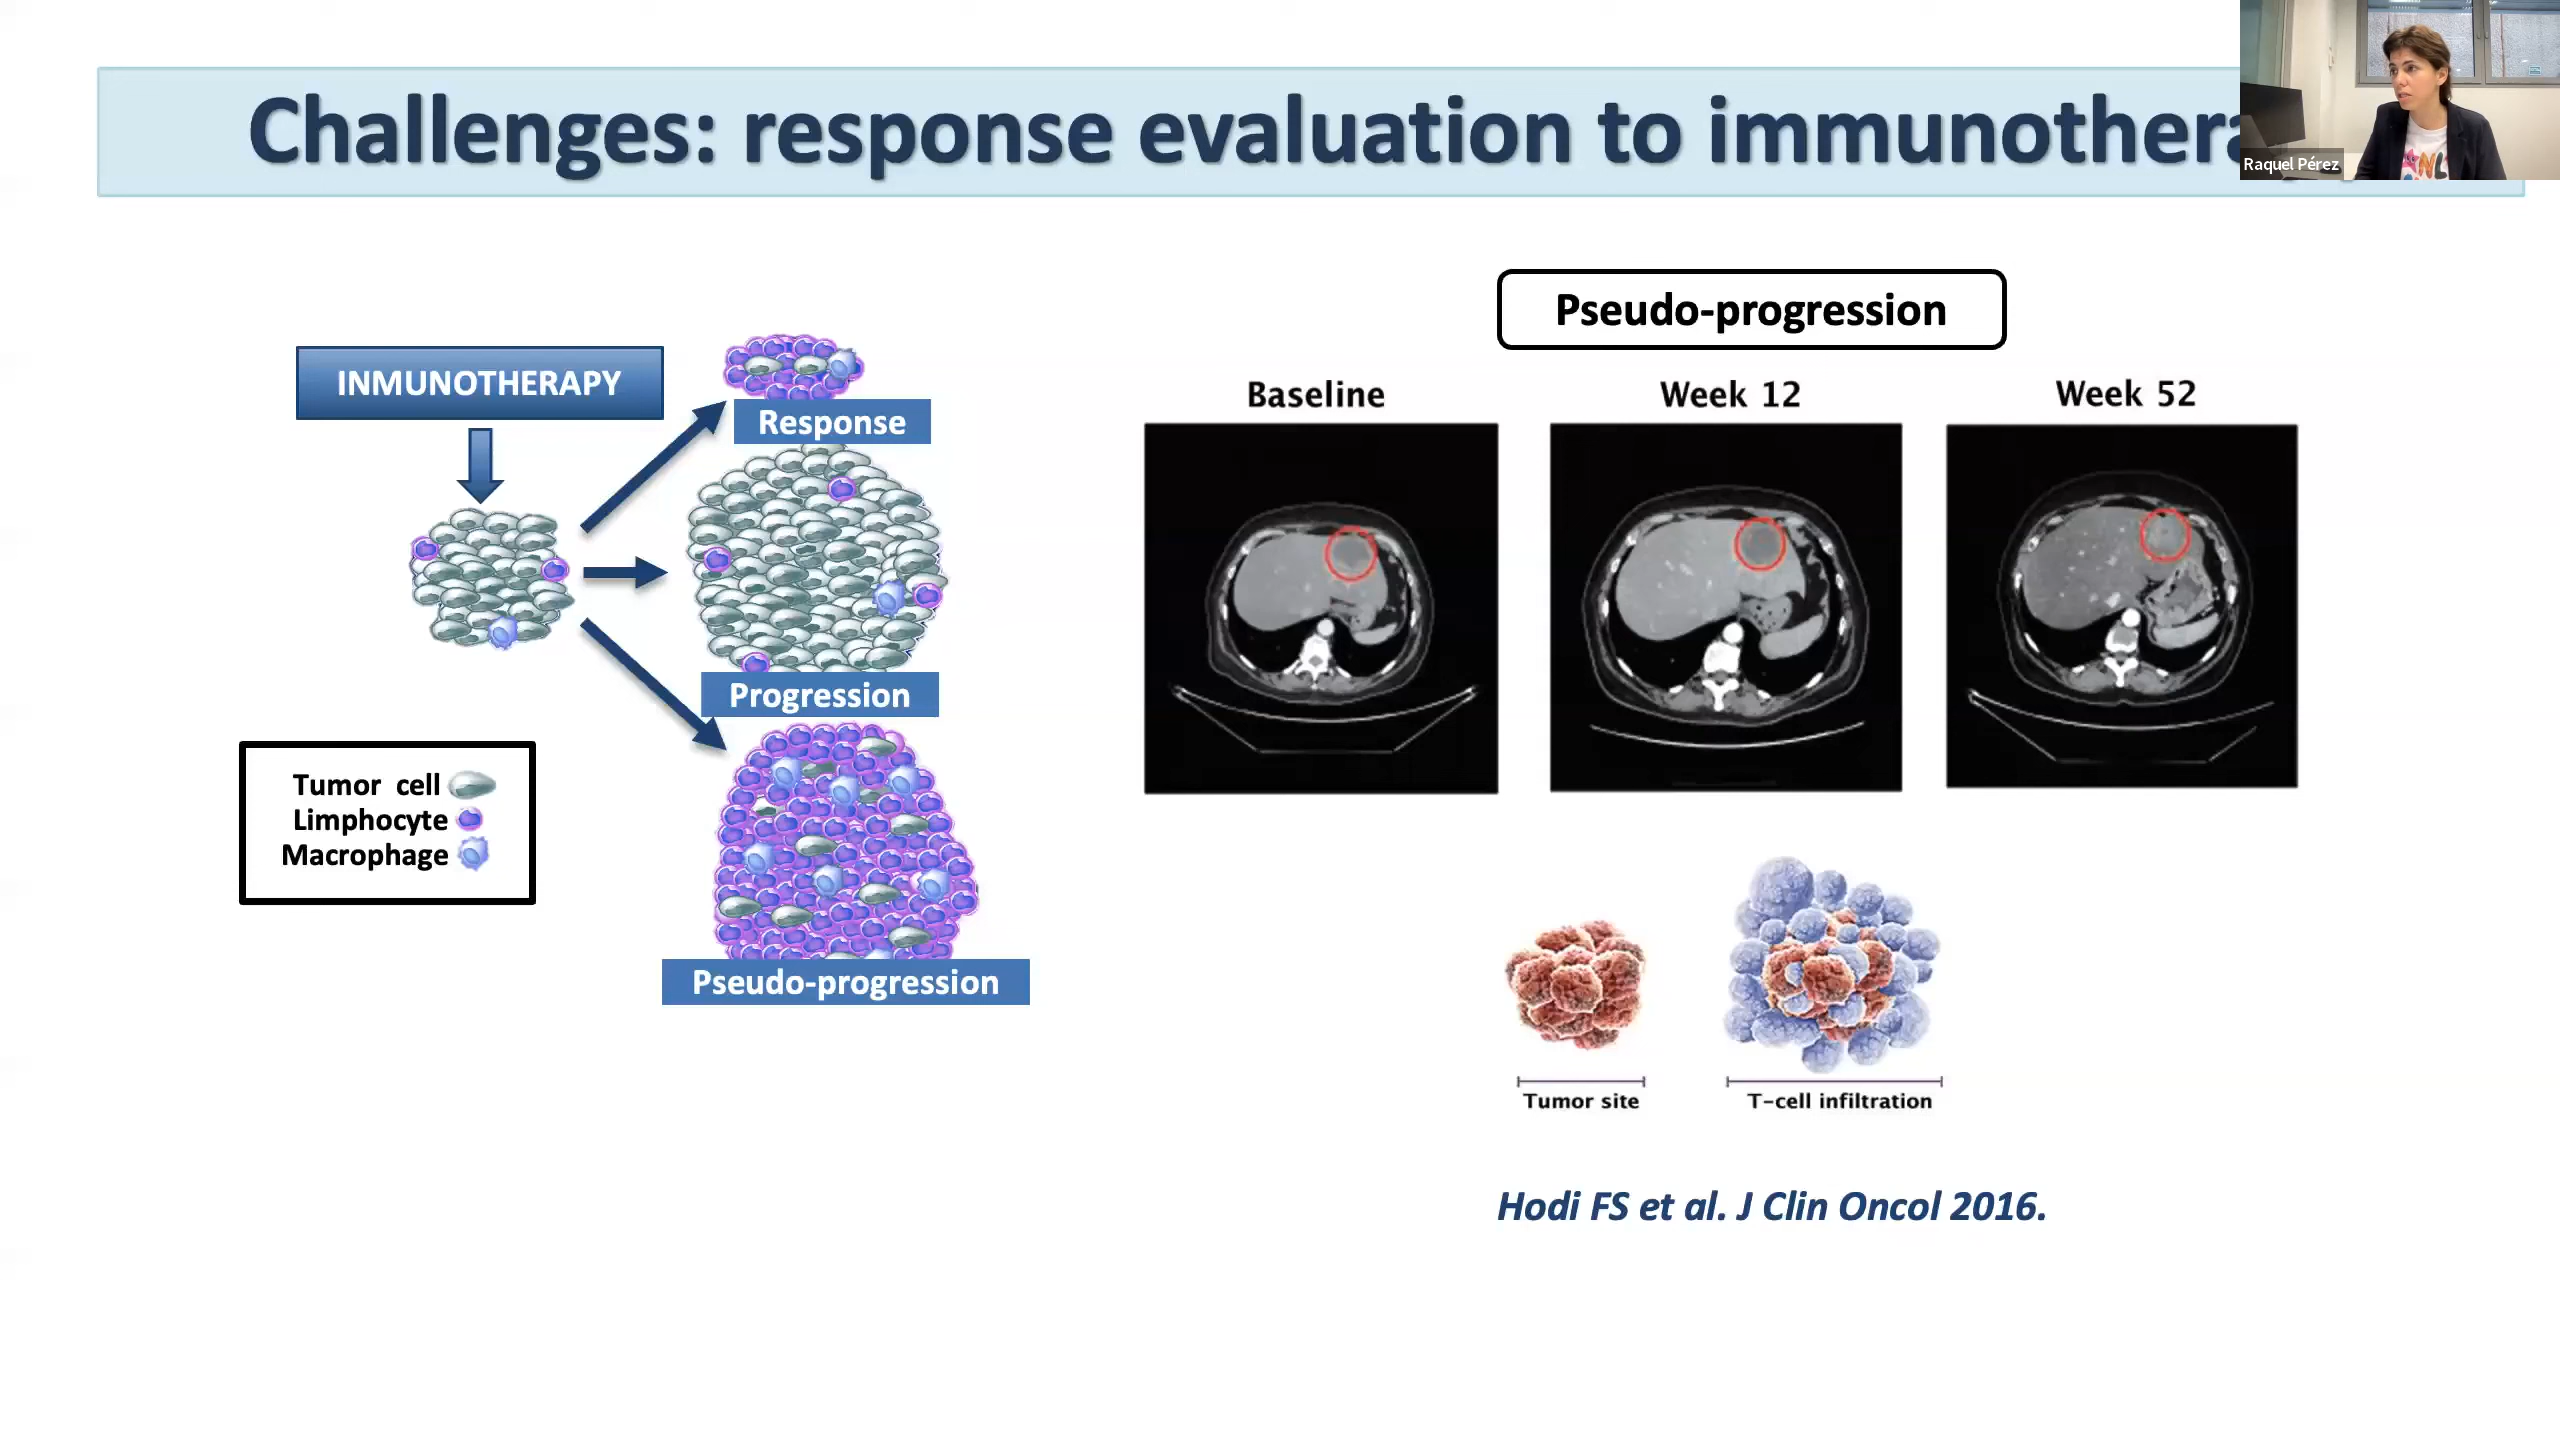 Challenges: response evaluation to immunothera
Raquel Pérez
Pseudo-progression
INMUNOTHERAPY
Response
Progression
Pseudo-progression
Tumor cell
Limphocyte
Macrophage
Baseline
Week 12
Week 52
Tumor site
T-cell infiltration
Hodi FS et al. J Clin Oncol 2016.